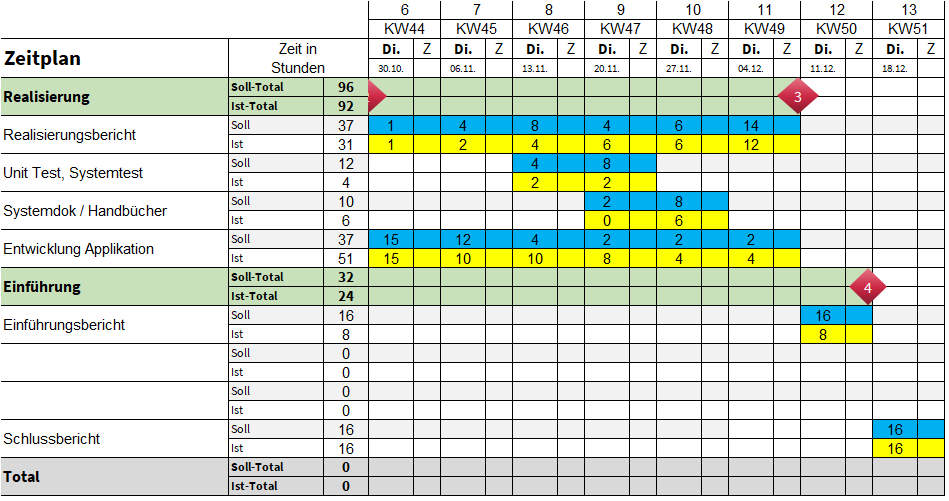 6 7 8 9 10 11 12 13
KW44 KW45 KW46 KW47 KW48 KW49 KW50 KW51
Zeitplan Zeit in Stunden Di. Z Di. Z Di. Z Di. Z Di. Z Di. Z Di. Z Di. Z
30.10. 06.11. 13.11. 20.11. 27.11. 04.12. 11.12. 18.12.
Realisierung Soll-Total 96 3
Ist-Total 92
Realisierungsbericht Soll 37 1 4 8 4 6 14
Ist 31 1 2 4 6 6 12
Unit Test, Systemtest Soll 12 4 8
Ist 4 2 2
Systemdok / Handbücher Soll 10 2 8
Ist 6 0 6
Entwicklung Applikation Soll 37 15 12 4 2 2 2
Ist 51 15 10 10 8 4 4
Einführung Soll-Total 32 4
Ist-Total 24
Einführungsbericht Soll 16 16
Ist 8 8
Soll 0
Ist 0
Soll 0
Ist 0
Schlussbericht Soll 16 16
Ist 16 16
Total Soll-Total 0
Ist-Total 0